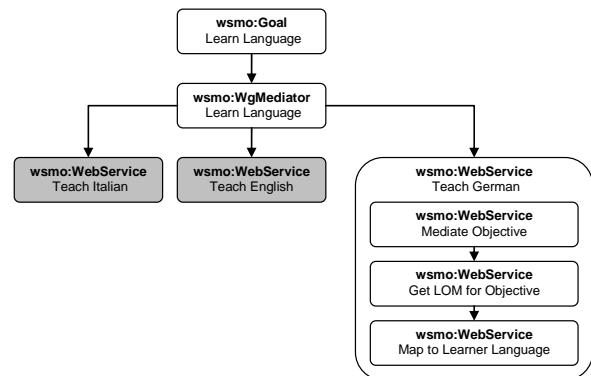 wsmo:Goal
Learn Language
wsmo:WgMediator
Learn Language
wsmo:WebService
Teach Italian
wsmo:WebService
Teach English
wsmo:WebService
Teach German
wsmo:WebService
Mediate Objective
wsmo:WebService
Get LOM for Objective
wsmo:WebService
Map to Learner Language